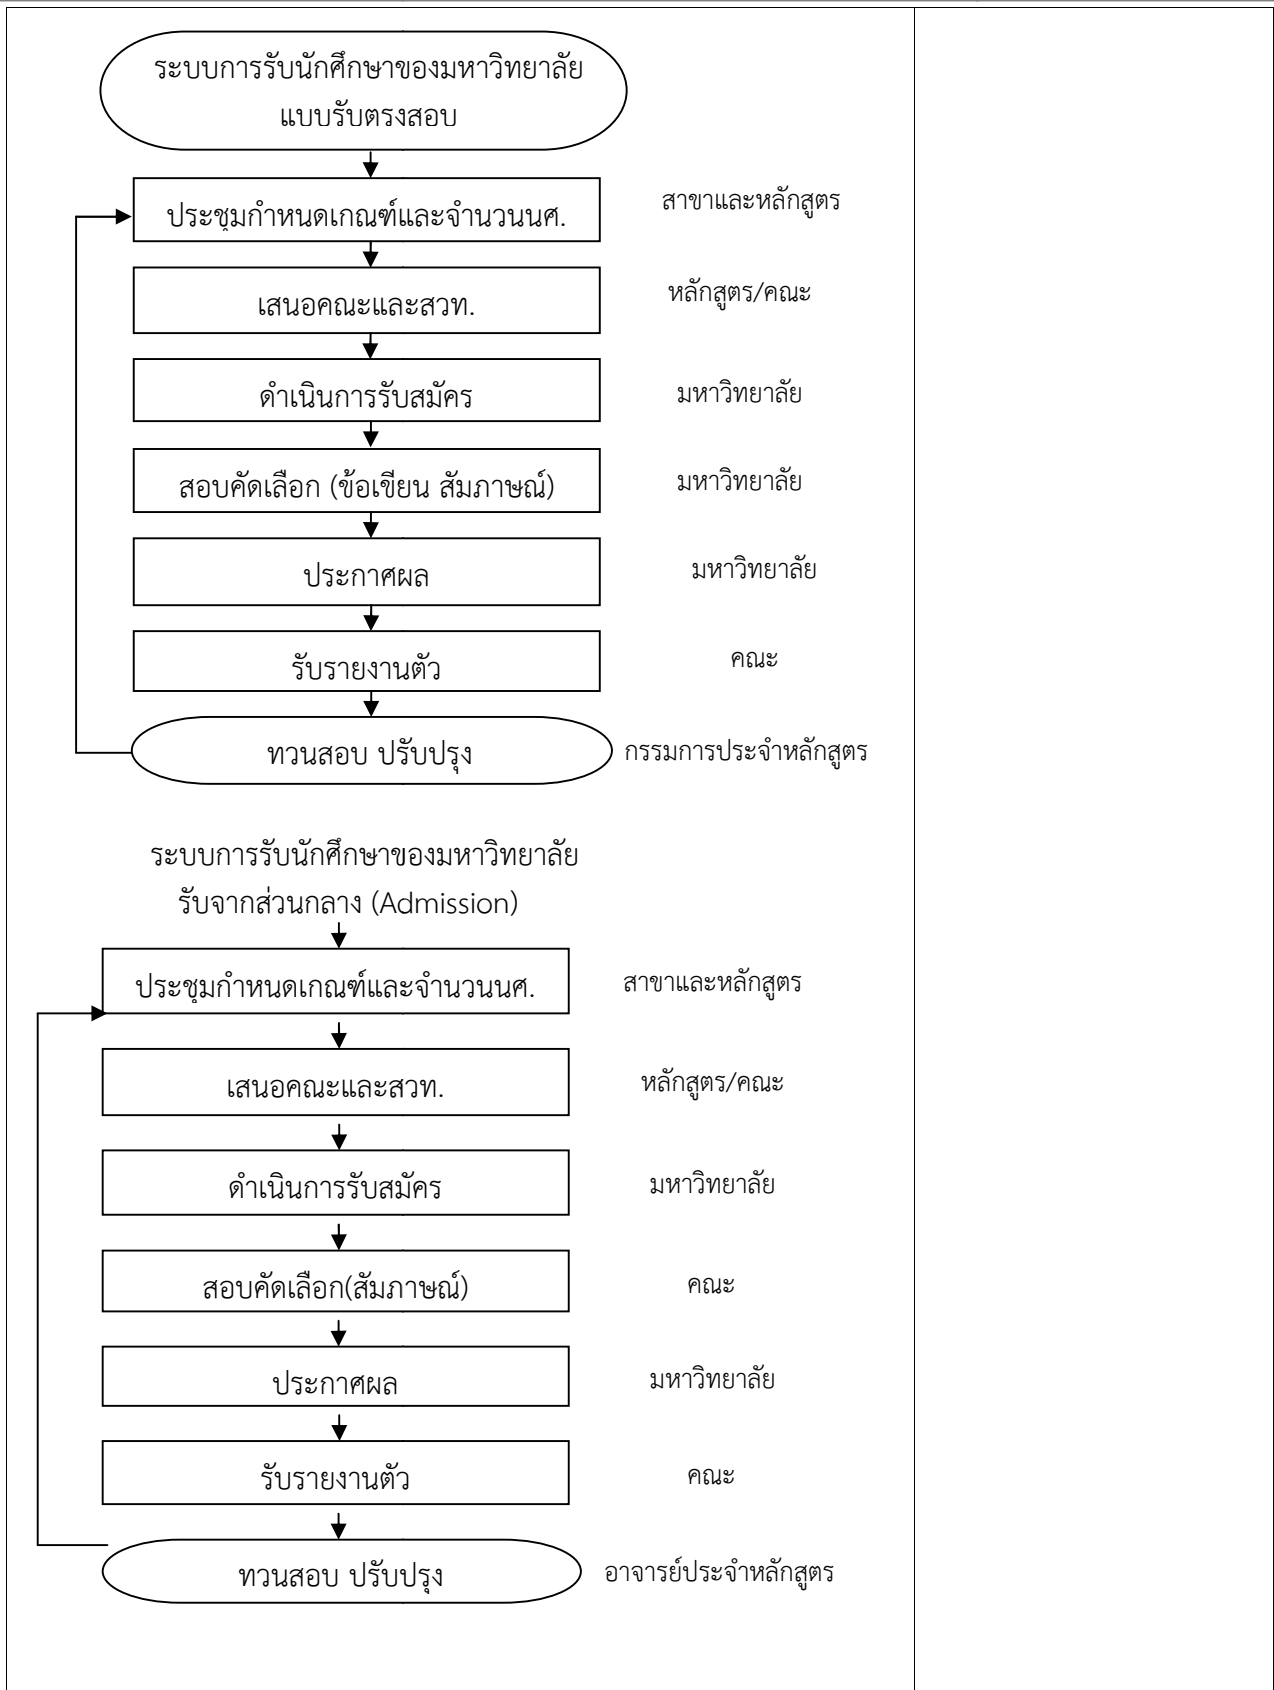 ระบบการรับนักศึกษาของมหาวิทยาลัย
แบบรับตรงสอบ
ประชุมกำหนดเกณฑ์และจำนวนนศ.
สาขาและหลักสูตร
เสนอคณะและสวท.
หลักสูตร/คณะ
ดำเนินการรับสมัคร
มหาวิทยาลัย
สอบคัดเลือก (ข้อเขียน สัมภาษณ์)
มหาวิทยาลัย
ประกาศผล
มหาวิทยาลัย
รับรายงานตัว
คณะ
ทวนสอบ ปรับปรุง
กรรมการประจำหลักสูตร
ระบบการรับนักศึกษาของมหาวิทยาลัย
รับจากส่วนกลาง (Admission)
ประชุมกำหนดเกณฑ์และจำนวนนศ.
สาขาและหลักสูตร
เสนอคณะและสวท.
หลักสูตร/คณะ
ดำเนินการรับสมัคร
มหาวิทยาลัย
สอบคัดเลือก(สัมภาษณ์)
คณะ
ประกาศผล
มหาวิทยาลัย
รับรายงานตัว
คณะ
ทวนสอบ ปรับปรุง
อาจารย์ประจำหลักสูตร